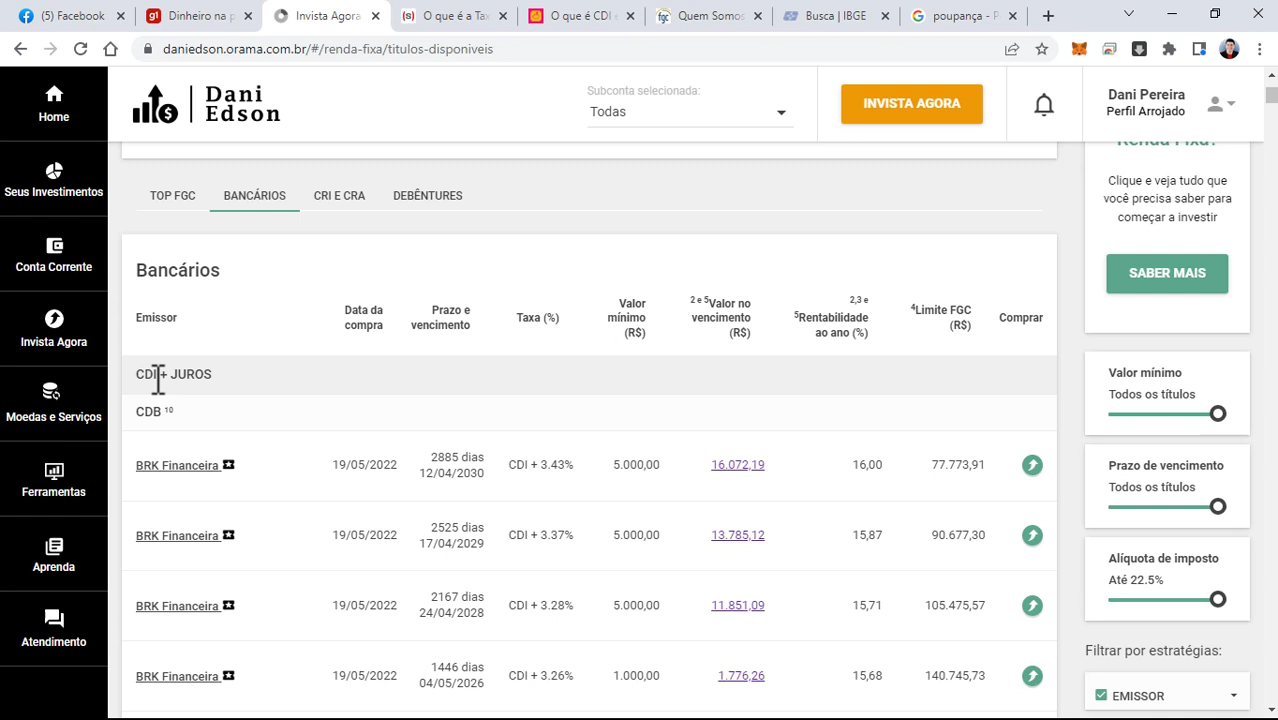 (5) Facebook
Dinheiro na p
Invista Agora
O que é a Tax
O que é CDI e
Quem Somos
Busca | IBGE
poupança - P
daniedson.orama.com.br/#/renda-fixa/titulos-disponiveis
Home
Seus Investimentos
Conta Corrente
Invista Agora
Moedas e Serviços
Ferramentas
Aprenda
Atendimento
Dani
Edson
Subconta selecionada:
Todas
INVISTA AGORA
Dani Pereira
Perfil Arrojado
TOP FGC BANCÁRIOS CRI E CRA DEBÊNTURES
Bancários
Emissor
Data da
compra
Prazo e
vencimento
Taxa (%)
Valor
mínimo
(R$)
2 e 5Valor no
vencimento
(R$)
2,3 e
5Rentabilidade
ao ano (%)
4Limite FGC
(R$)
Comprar
CDI + JUROS
CDB 10
BRK Financeira 19/05/2022 2885 dias
12/04/2030 CDI + 3.43% 5.000,00 16.072,19 16,00 77.773,91
BRK Financeira 19/05/2022 2525 dias
17/04/2029 CDI + 3.37% 5.000,00 13.785,12 15,87 90.677,30
BRK Financeira 19/05/2022 2167 dias
24/04/2028 CDI + 3.28% 5.000,00 11.851,09 15,71 105.475,57
BRK Financeira 19/05/2022 1446 dias
04/05/2026 CDI + 3.26% 1.000,00 1.776,26 15,68 140.745,73
Renda Fixa?
Clique e veja tudo que
você precisa saber para
começar a investir
SABER MAIS
Valor mínimo
Todos os títulos
Prazo de vencimento
Todos os títulos
Alíquota de imposto
Até 22.5%
Filtrar por estratégias:
EMISSOR